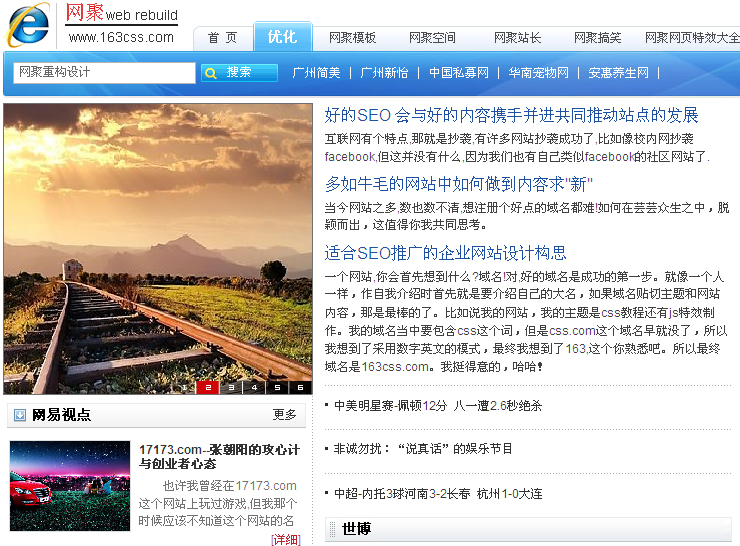 网聚web rebuild
www.163css.com
首 页 优化 网聚模板 网聚空间 网聚站长 网聚搞笑 网聚网页特效大全
网聚重构设计 搜索 广州简美 | 广州新怡 | 中国私募网 | 华南宠物网 | 安惠养生网 |
1 2 3 4 5 6
网易视点 更多
17173.com--张朝阳的攻心计
与创业者心态
也许我曾经在17173.com
这个网站上玩过游戏,但我那个
时候应该不知道这个网站的名
[详细]
好的SEO 会与好的内容携手并进共同推动站点的发展
互联网有个特点,那就是抄袭,有许多网站抄袭成功了,比如像校内网抄袭
facebook,但这并没有什么,因为我们也有自己类似facebook的社区网站了.
多如牛毛的网站中如何做到内容求"新"
当今网站之多,数也数不清,想注册个好点的域名都难!如何在芸芸众生之中，脱
颖而出，这值得你我共同思考。
适合SEO推广的企业网站设计构思
一个网站,你会首先想到什么?域名!对,好的域名是成功的第一步。就像一个人
一样，作自我介绍时首先就是要介绍自己的大名，如果域名贴切主题和网站
内容，那是最棒的了。比如说我的网站，我的主题是css教程还有js特效制
作。我的域名当中要包含css这个词，但是css.com这个域名早就没了，所以
我想到了采用数字英文的模式，最终我想到了163,这个你熟悉吧。所以最终
域名是163css.com。我挺得意的，哈哈！
中美明星赛-佩顿12分 八一遭2.6秒绝杀
非诚勿扰：“说真话”的娱乐节目
中超-内托3球河南3-2长春 杭州1-0大连
世博